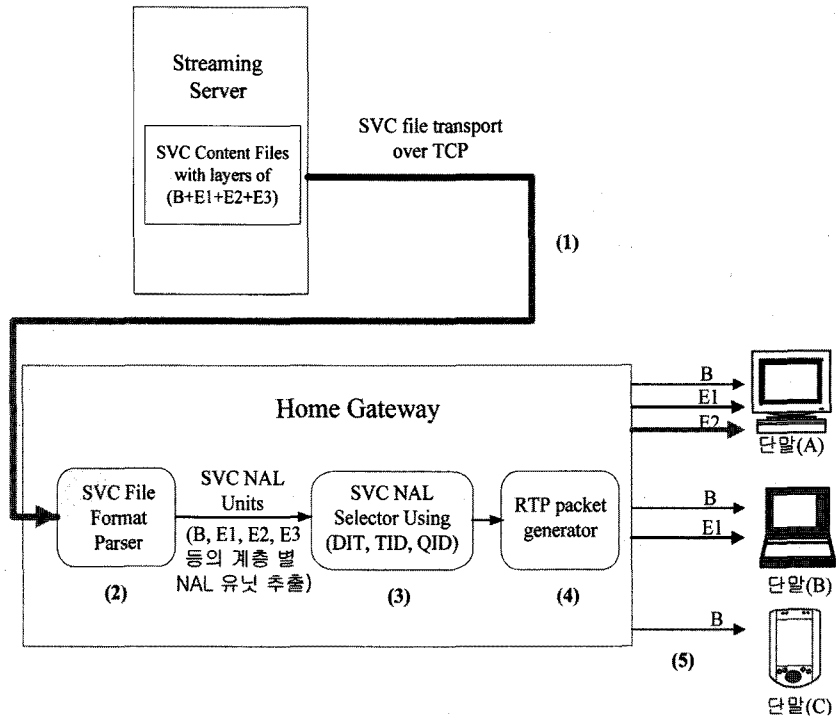 Streaming
Server
SVC Content Files
with layers of
(B+E1+E2+E3)
SVC file transport
over TCP
(1)
Home Gateway
SVC File
Format
Parser
(2)
SVC NAL
Units
(B, E1, E2, E3
등의 계층 별
NAL 유닛 추출)
SVC NAL
Selector Using
(DIT, TID, QID)
(3)
RTP packet
generator
(4)
B
E1
E2
단말(A)
B
E1
단말(B)
B
(5)
단말(C)